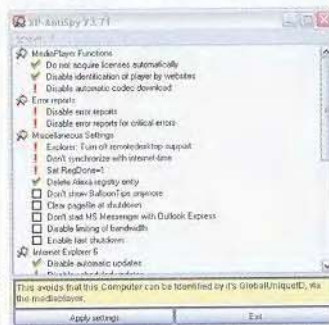 XP-AntiSpy V3.71
MediaPlayer Functions
Do not acquire licenses automatically
Disable identification of player by websites
Disable automatic codec download
Error reports
Disable error reports
Disable error reports for critical errors
Miscellaneous Settings
Explorer: Turn off remotedesktop support
Don't synchronize with internet-time
Set RegDone=1
Delete Alexa registry entry
Don't show BalloonTips anymore
Clear pagefile at shutdown
Don't start MS Messenger with Outlook Express
Disable limiting of bandwidth
Enable fast shutdown
Internet Explorer 6
Disable automatic updates
This avoids that this Computer can be Identified by it's GlobalUniqueID, via
the mediaplayer.
Apply settings
Exit